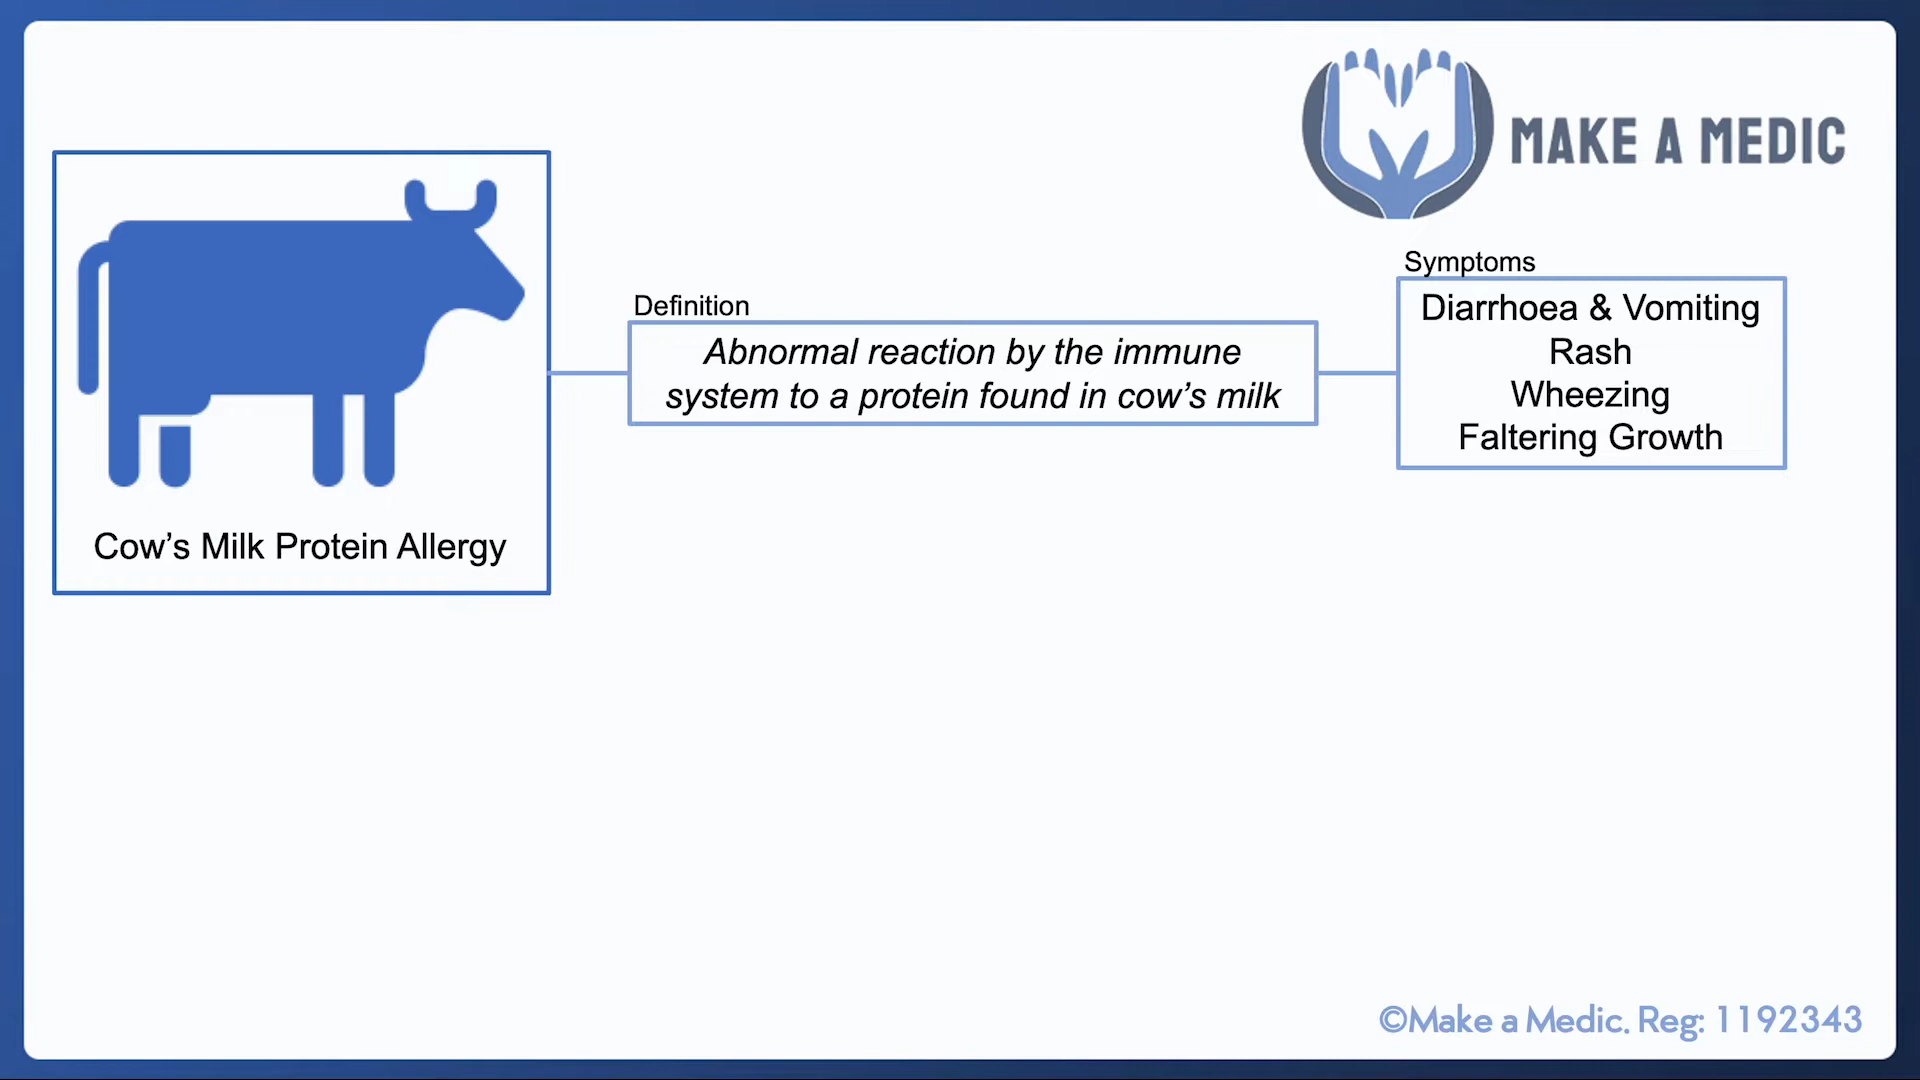 MAKE A MEDIC
Cow’s Milk Protein Allergy
Definition
Abnormal reaction by the immune
system to a protein found in cow’s milk
Symptoms
Diarrhoea & Vomiting
Rash
Wheezing
Faltering Growth
©Make a Medic. Reg: 1192343